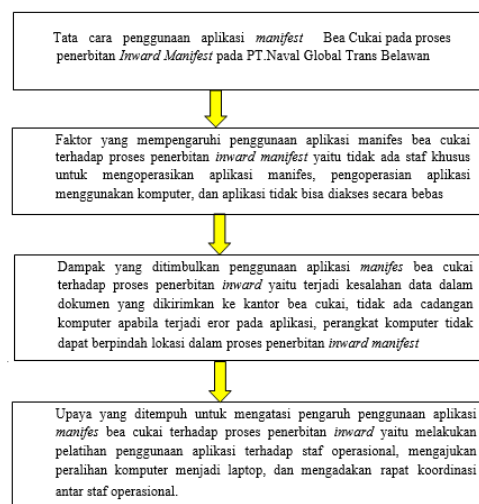 Tata cara penggunaan aplikasi manifest Bea Cukai pada proses
penerbitan Inward Manifest pada PT.Naval Global Trans Belawan
Faktor yang mempengaruhi penggunaan aplikasi manifes bea cukai
terhadap proses penerbitan inward manifest yaitu tidak ada staf khusus
untuk mengoperasikan aplikasi manifes, pengoperasian aplikasi
menggunakan komputer, dan aplikasi tidak bisa diakses secara bebas
Dampak yang ditimbulkan penggunaan aplikasi manifes bea cukai
terhadap proses penerbitan inward yaitu terjadi kesalahan data dalam
dokumen yang dikirimkan ke kantor bea cukai, tidak ada cadangan
komputer apabila terjadi eror pada aplikasi, perangkat komputer tidak
dapat berpindah lokasi dalam proses penerbitan inward manifest
Upaya yang ditempuh untuk mengatasi pengaruh penggunaan aplikasi
manifes bea cukai terhadap proses penerbitan inward yaitu melakukan
pelatihan penggunaan aplikasi terhadap staf operasional, mengajukan
peralihan komputer menjadi laptop, dan mengadakan rapat koordinasi
antar staf operasional.